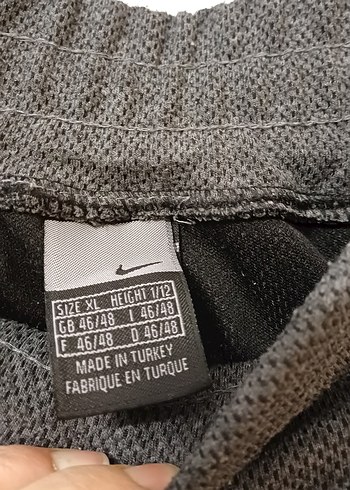 SIZE XL HEIGHT 1/12
GB 46/48 I 46/48
F 46/48 D 46/48
MADE IN TURKEY
FABRIQUE EN TURQUE